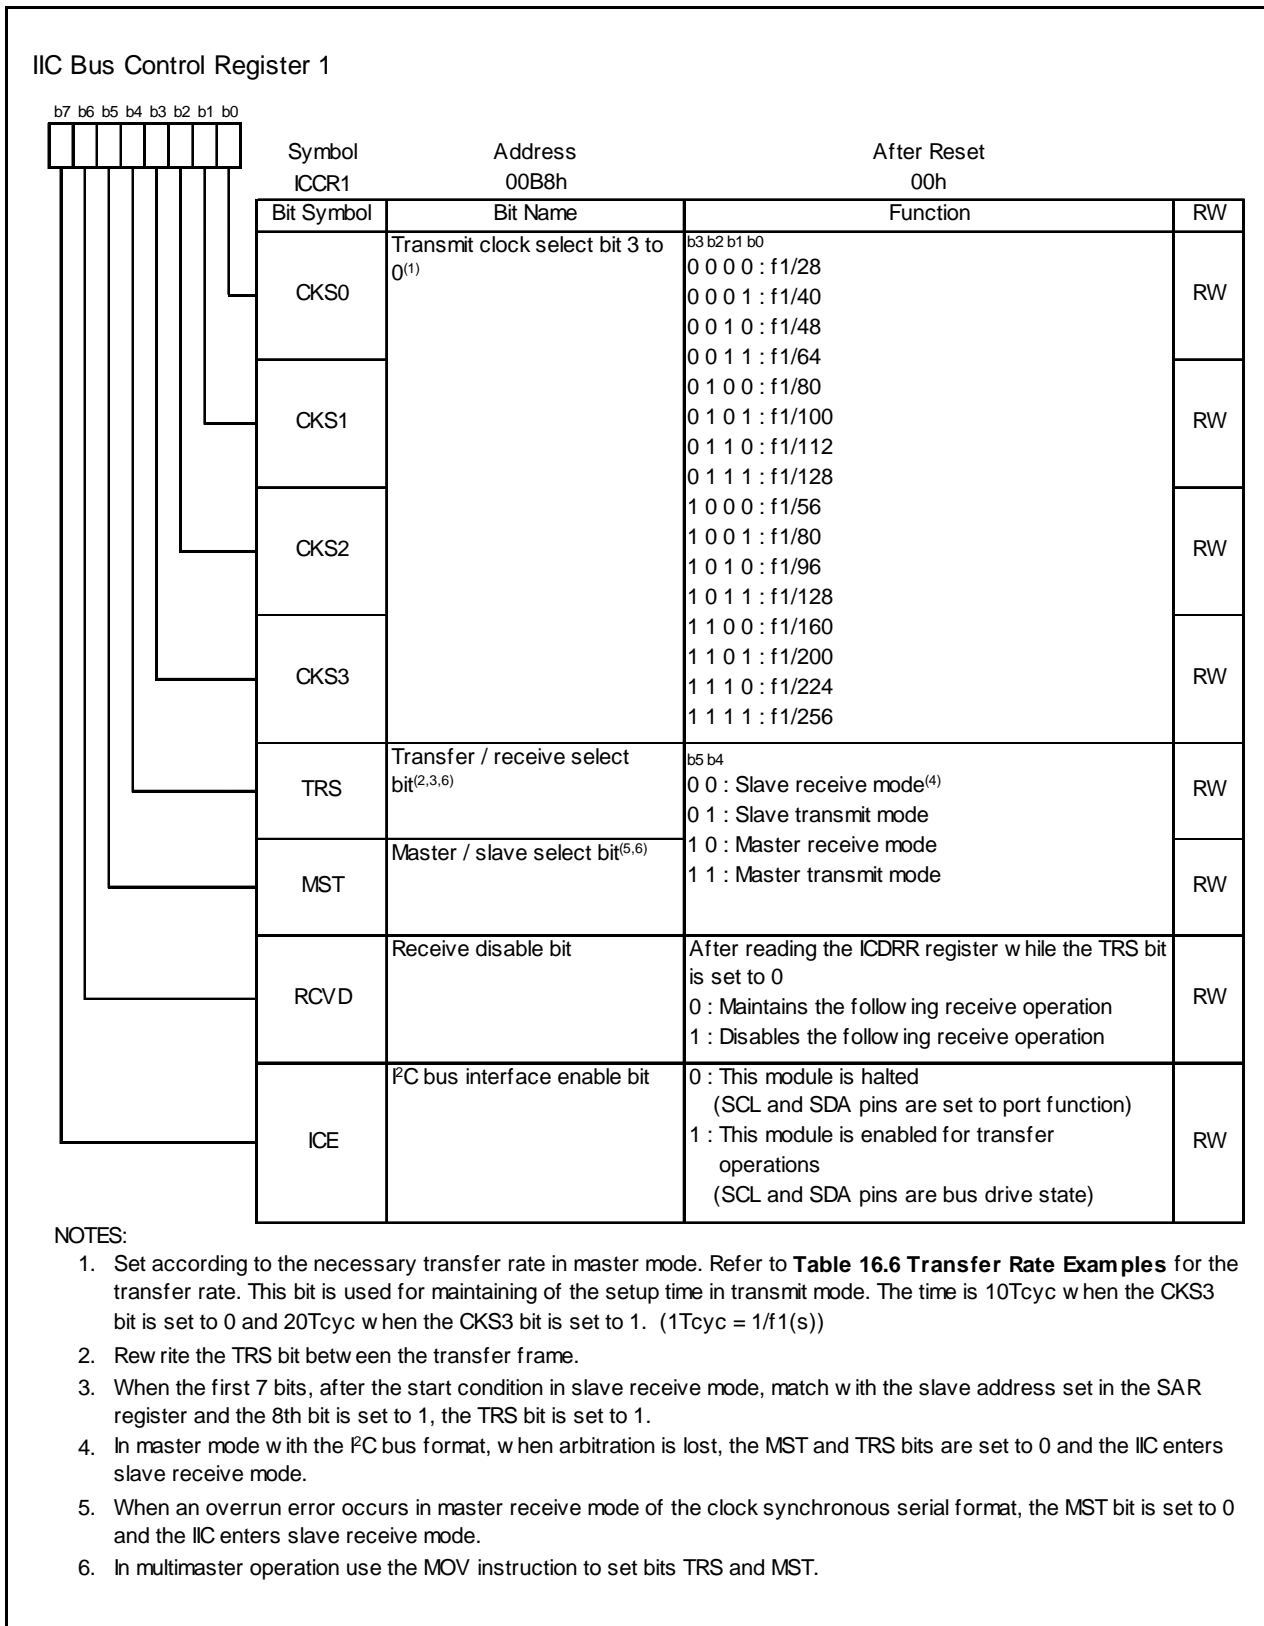 IIC Bus Control Register 1
b7 b6 b5 b4 b3 b2 b1 b0
Symbol Address After Reset
ICCR1 00B8h 00h
Bit Symbol Bit Name Function RW
CKS0 RW
Transmit clock select bit 3 to
0(1)
b3 b2 b1 b0
0 0 0 0 : f1/28
0 0 0 1 : f1/40
0 0 1 0 : f1/48
0 0 1 1 : f1/64
0 1 0 0 : f1/80
0 1 0 1 : f1/100
0 1 1 0 : f1/112
0 1 1 1 : f1/128
1 0 0 0 : f1/56
1 0 0 1 : f1/80
1 0 1 0 : f1/96
1 0 1 1 : f1/128
1 1 0 0 : f1/160
1 1 0 1 : f1/200
1 1 1 0 : f1/224
1 1 1 1 : f1/256
CKS1 RW
CKS2 RW
CKS3 RW
TRS RW
Transfer / receive select
bit(2,3,6)
b5 b4
0 0 : Slave receive mode(4)
0 1 : Slave transmit mode
1 0 : Master receive mode
1 1 : Master transmit mode
MST RW
Master / slave select bit(5,6)
RCVD RW
Receive disable bit
After reading the ICDRR register while the TRS bit
is set to 0
0 : Maintains the following receive operation
1 : Disables the following receive operation
ICE RW
I2C bus interface enable bit
0 : This module is halted
(SCL and SDA pins are set to port function)
1 : This module is enabled for transfer
operations
(SCL and SDA pins are bus drive state)
NOTES:
1. Set according to the necessary transfer rate in master mode. Refer to Table 16.6 Transfer Rate Examples for the
transfer rate. This bit is used for maintaining of the setup time in transmit mode. The time is 10Tcyc when the CKS3
bit is set to 0 and 20Tcyc when the CKS3 bit is set to 1. (1Tcyc = 1/f1(s))
2. Rewrite the TRS bit between the transfer frame.
3. When the first 7 bits, after the start condition in slave receive mode, match with the slave address set in the SAR
register and the 8th bit is set to 1, the TRS bit is set to 1.
4. In master mode with the I2C bus format, when arbitration is lost, the MST and TRS bits are set to 0 and the IIC enters
slave receive mode.
5. When an overrun error occurs in master receive mode of the clock synchronous serial format, the MST bit is set to 0
and the IIC enters slave receive mode.
6. In multimaster operation use the MOV instruction to set bits TRS and MST.